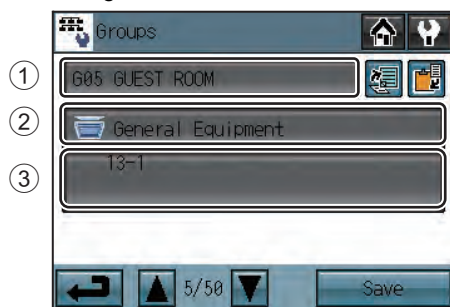 Groups
① G05 GUEST ROOM
② General Equipment
③ 13-1
5/50 Save